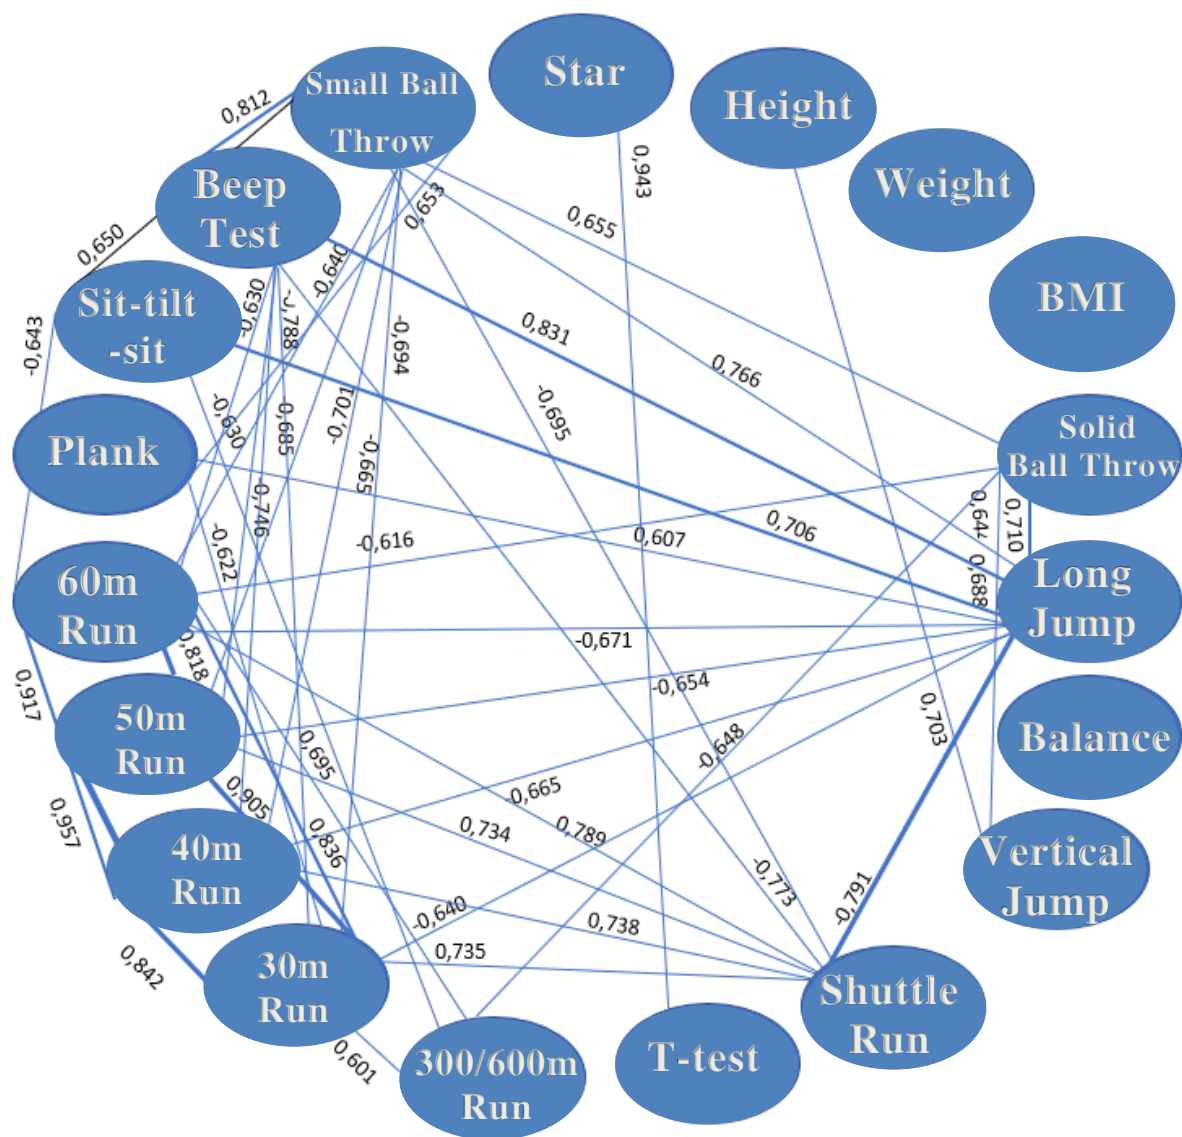 Star
Small Ball
Throw
Height
0,812
Beep
Test
Weight
0,943
0,653
0,655
0,650
Sit-tilt
-sit
-0,640
-0,630
-0,788
BMI
-0,643
-0,694
0,831
0,766
-0,695
-0,701
-0,630
0,685
-0,665
Plank
Solid
Ball Throw
-0,746
0,706
0,607
-0,616
0,710
-0,622
0,688
60m
Run
Long
Jump
-0,671
0,818
-0,654
0,917
50m
Run
0,703
Balance
0,695
-0,648
-0,665
0,905
0,957
0,734
0,789
0,836
40m
Run
Vertical
Jump
-0,773
-0,791
-0,640
0,738
0,735
0,842
30m
Run
Shuttle
Run
0,601
300/600m
Run
T-test